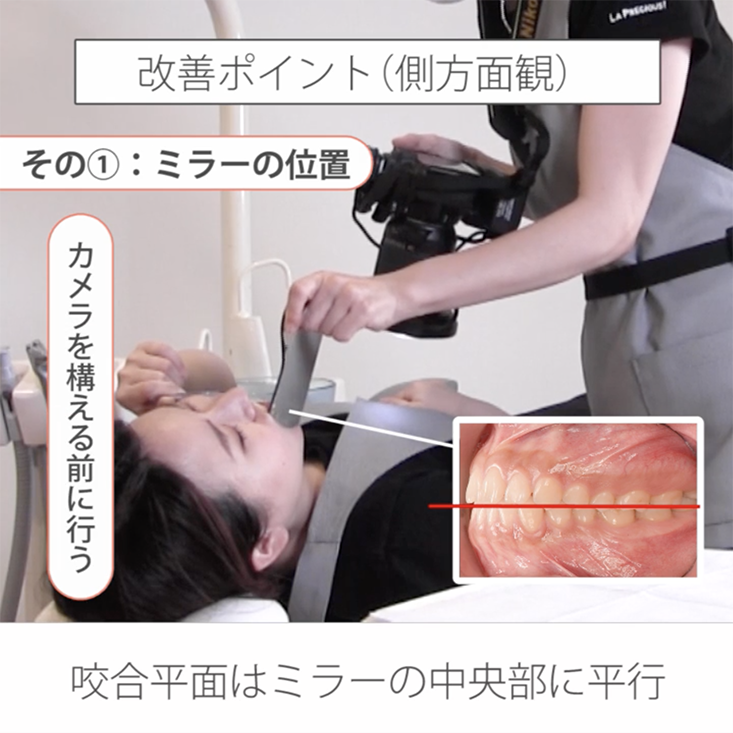 LA PRECIOUS!
Nikon
改善ポイント(側方面観)
その①：ミラーの位置
カメラを構える前に行う
咬合平面はミラーの中央部に平行